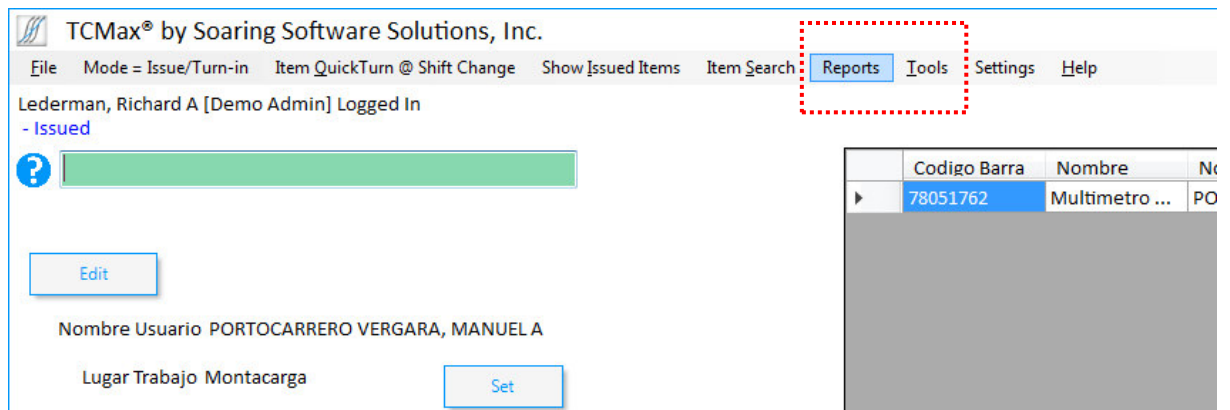 TCMax® by Soaring Software Solutions, Inc.
File Mode = Issue/Turn-in Item QuickTurn @ Shift Change Show Issued Items Item Search Reports Tools Settings Help
Lederman, Richard A [Demo Admin] Logged In
- Issued
?
Codigo Barra Nombre
78051762 Multimetro ... PO
Edit
Nombre Usuario PORTOCARRERO VERGARA, MANUEL A
Lugar Trabajo Montacarga
Set